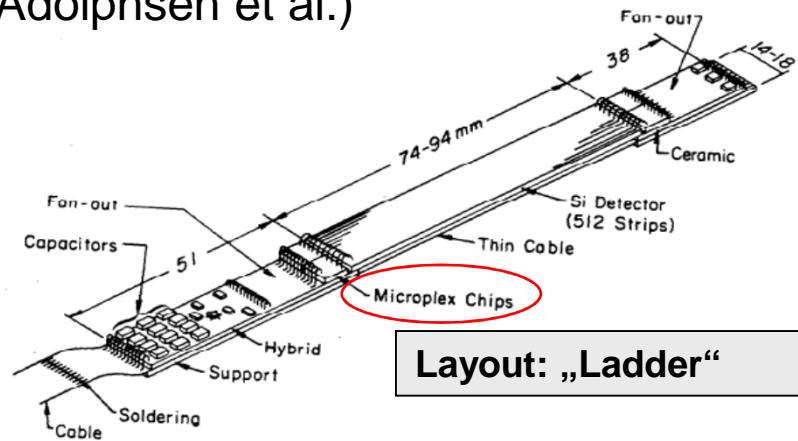 Adolphsen et al.)
Fan-out
14-18
38
74-94 mm
Ceramic
Si Detector
(512 Strips)
Fan-out
Thin Cable
Capacitors
51
Microplex Chips
Hybrid
Layout: „Ladder“
Support
Soldering
Cable